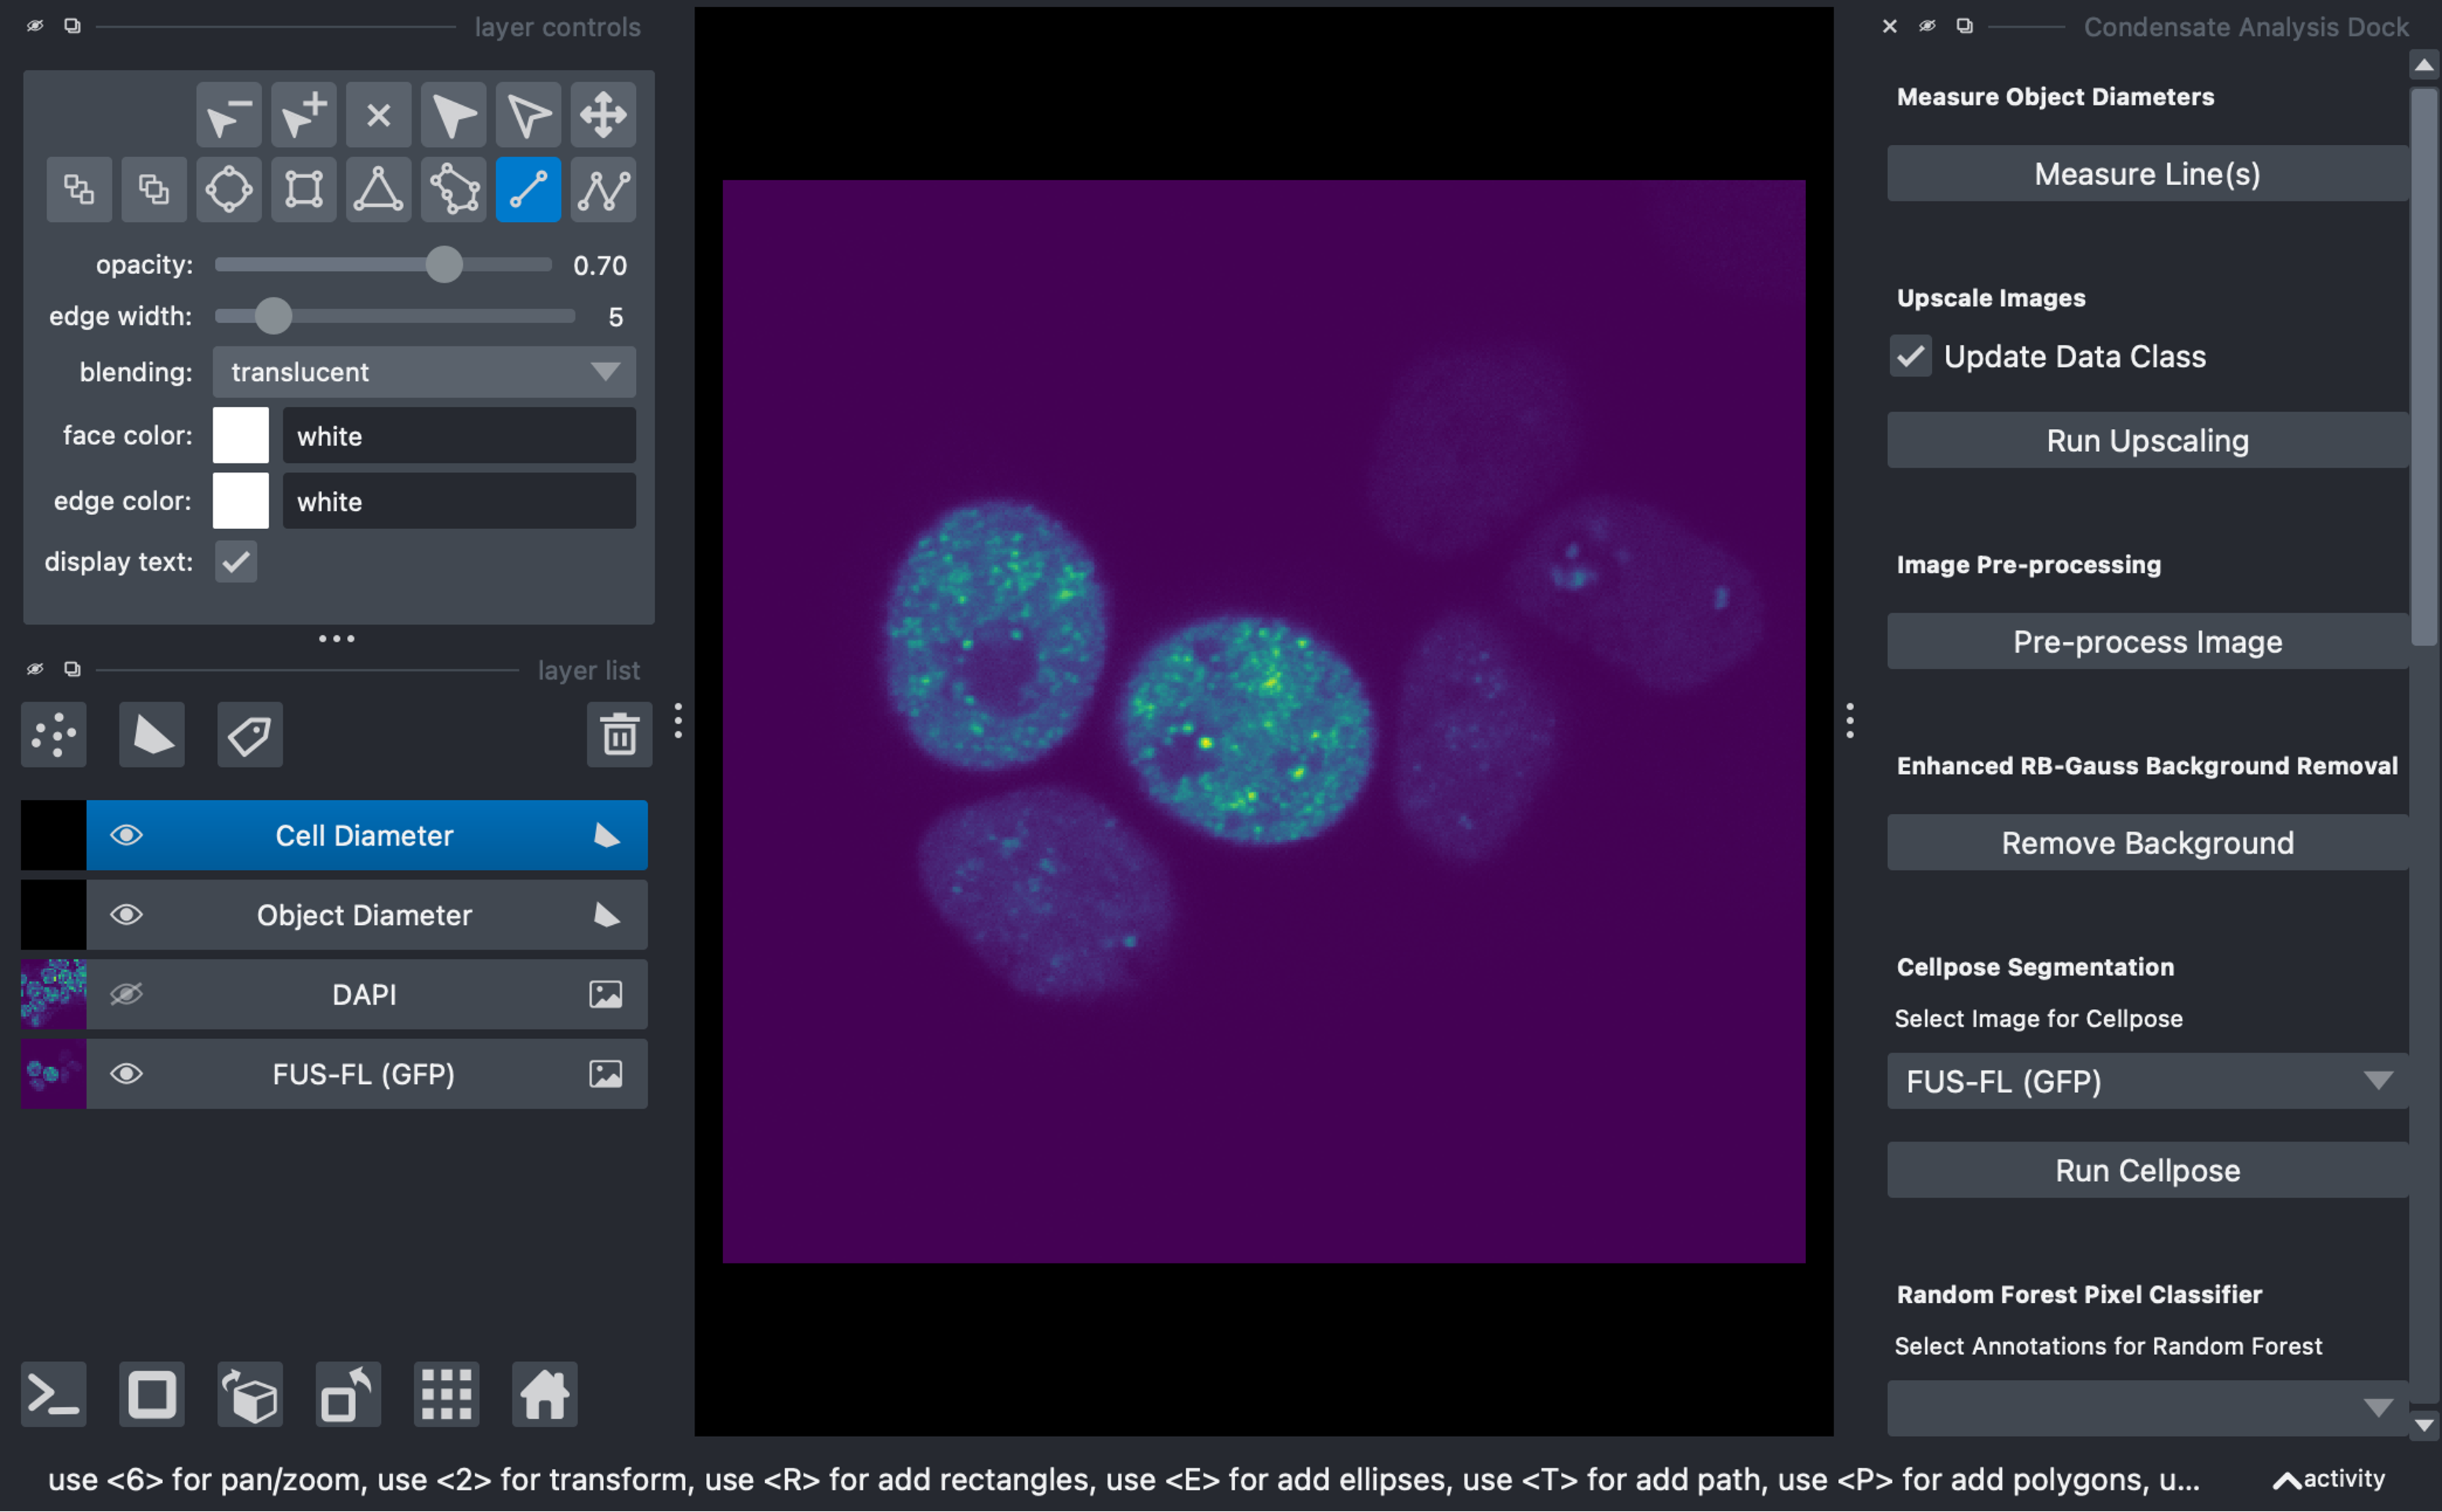 layer controls
opacity: 0.70
edge width: 5
blending: translucent
face color: white
edge color: white
display text:
layer list
Cell Diameter
Object Diameter
DAPI
FUS-FL (GFP)
Condensate Analysis Dock
Measure Object Diameters
Measure Line(s)
Upscale Images
Update Data Class
Run Upscaling
Image Pre-processing
Pre-process Image
Enhanced RB-Gauss Background Removal
Remove Background
Cellpose Segmentation
Select Image for Cellpose
FUS-FL (GFP)
Run Cellpose
Random Forest Pixel Classifier
Select Annotations for Random Forest
use <6> for pan/zoom, use <2> for transform, use <R> for add rectangles, use <E> for add ellipses, use <T> for add path, use <P> for add polygons, u...
activity